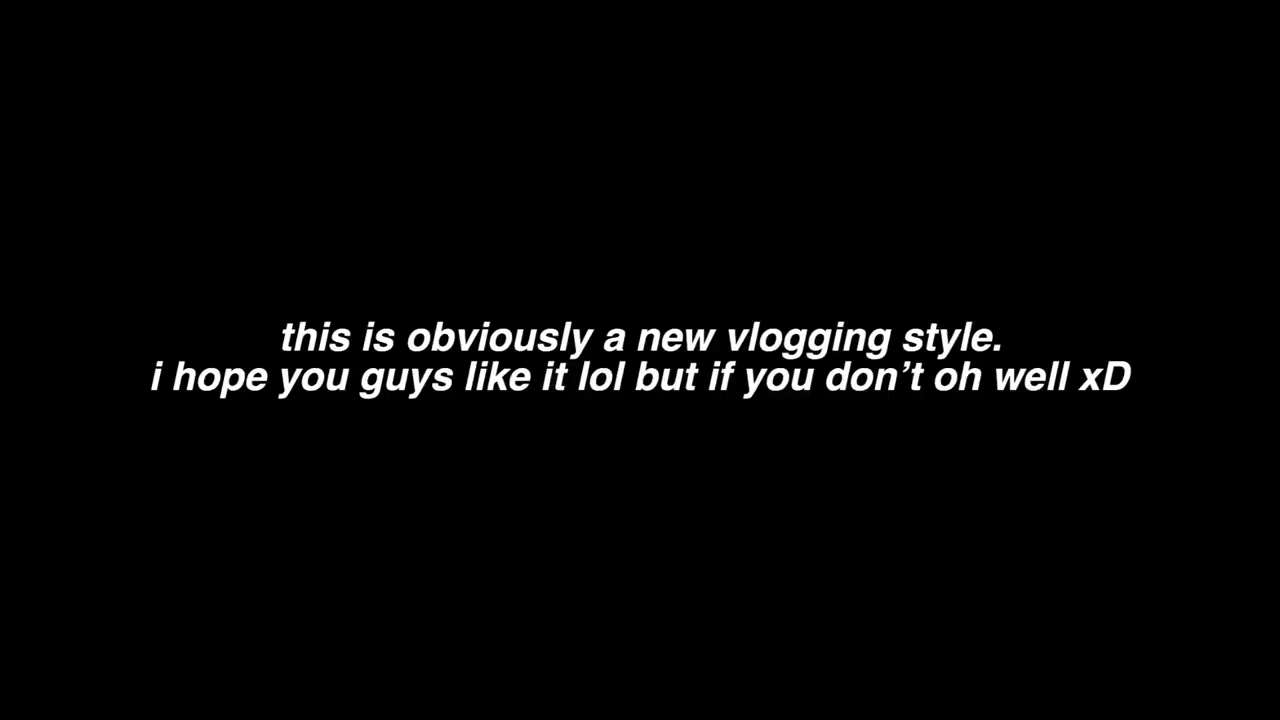 this is obviously a new vlogging style.
i hope you guys like it lol but if you don’t oh well xD